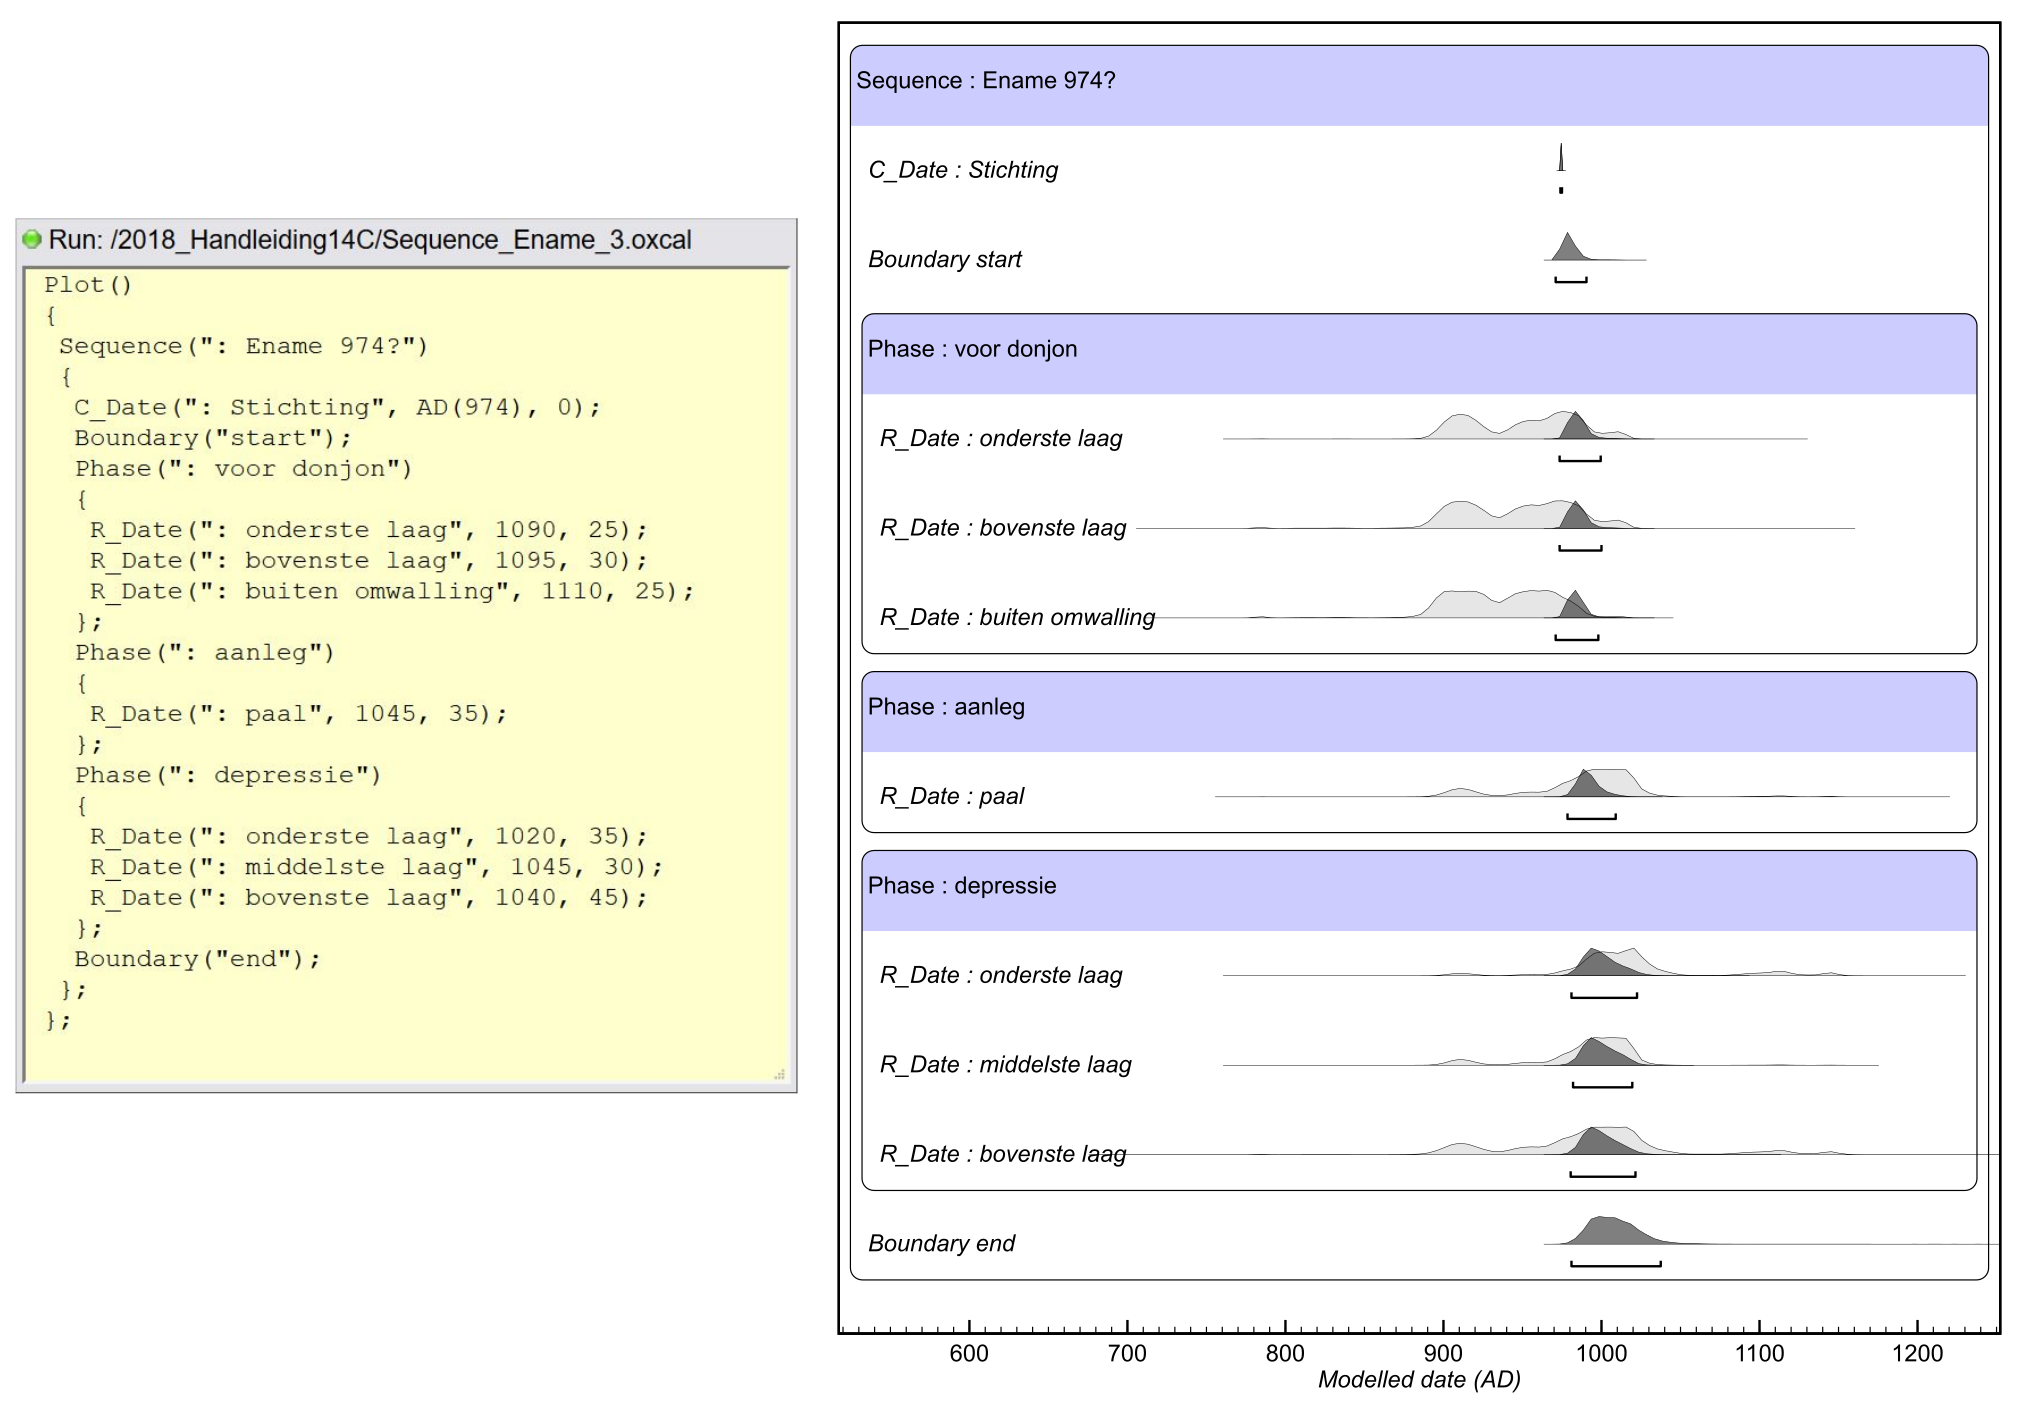 Run: /2018_Handleiding14C/Sequence_Ename_3.oxcal
Plot()
{
Sequence(": Ename 974?")
{
C_Date(": Stichting", AD(974), 0);
Boundary("start");
Phase(": voor donjon")
{
R_Date(": onderste laag", 1090, 25);
R_Date(": bovenste laag", 1095, 30);
R_Date(": buiten omwalling", 1110, 25);
};
Phase(": aanleg")
{
R_Date(": paal", 1045, 35);
};
Phase(": depressie")
{
R_Date(": onderste laag", 1020, 35);
R_Date(": middelste laag", 1045, 30);
R_Date(": bovenste laag", 1040, 45);
};
Boundary("end");
};
};
Sequence : Ename 974?
C_Date : Stichting
Boundary start
Phase : voor donjon
R_Date : onderste laag
R_Date : bovenste laag
R_Date : buiten omwalling
Phase : aanleg
R_Date : paal
Phase : depressie
R_Date : onderste laag
R_Date : middelste laag
R_Date : bovenste laag
Boundary end
600 700 800 900 1000 1100 1200
Modelled date (AD)